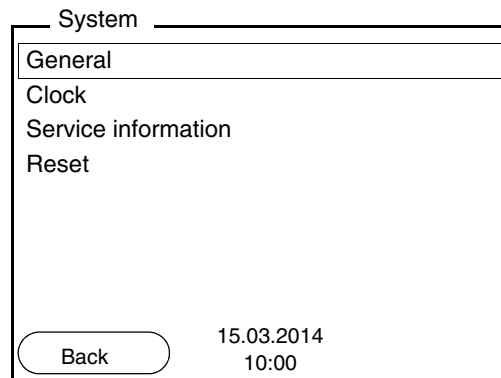 System
General
Clock
Service information
Reset
Back
15.03.2014
10:00